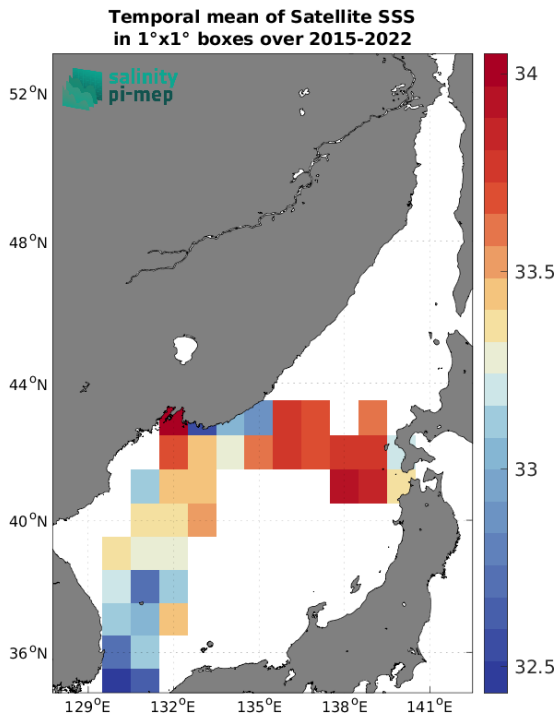 Temporal mean of Satellite SSS
in 1°x1° boxes over 2015-2022
salinity
pi-mep
52°N
48°N
44°N
40°N
36°N
129°E 132°E 135°E 138°E 141°E
34
33.5
33
32.5